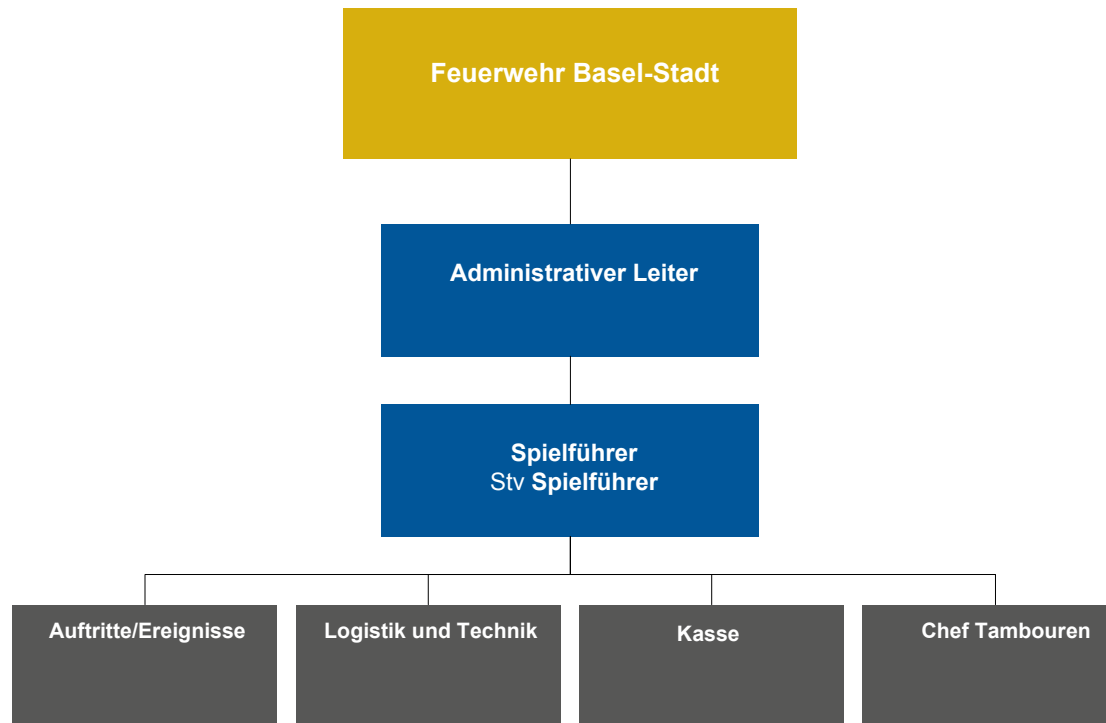 Feuerwehr Basel-Stadt
Administrativer Leiter
Spielführer
Stv Spielführer
Auftritte/Ereignisse
Logistik und Technik
Kasse
Chef Tambouren